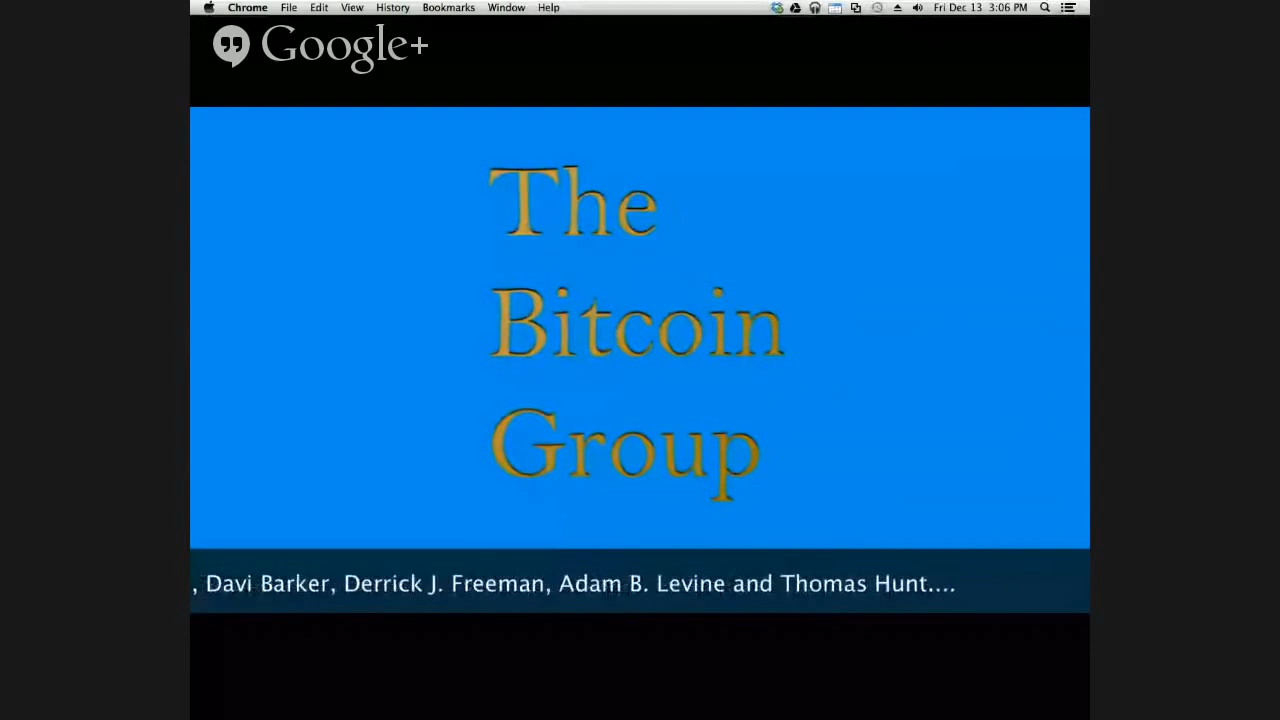 Chrome File Edit View History Bookmarks Window Help Fri Dec 13 3:06 PM
Google+
The
Bitcoin
Group
, Davi Barker, Derrick J. Freeman, Adam B. Levine and Thomas Hunt....